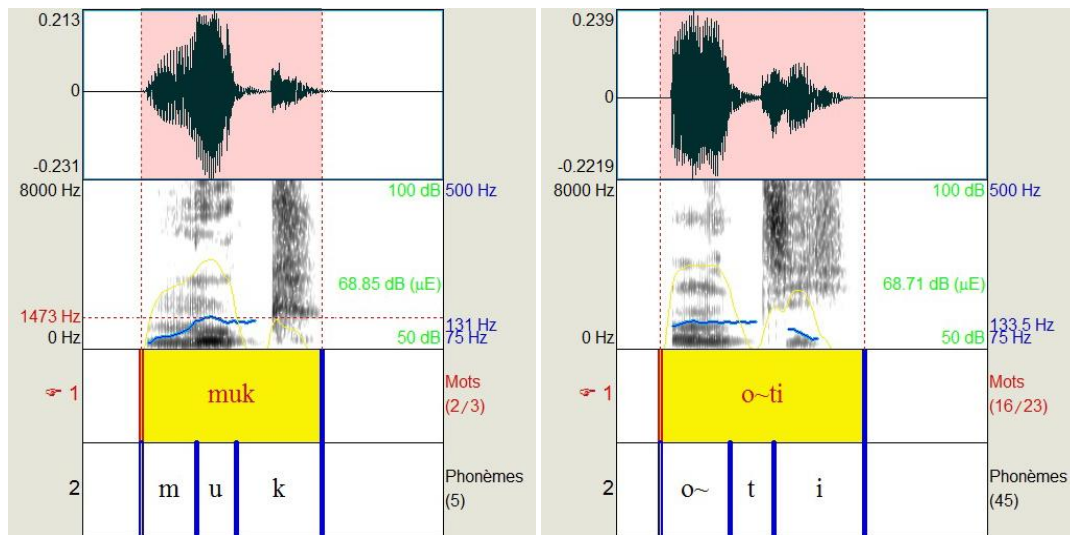 0.213
0
-0.231
8000 Hz
100 dB
500 Hz
68.85 dB (µE)
1473 Hz
131 Hz
0 Hz
50 dB
75 Hz
☞ 1
muk
Mots
(2/3)
2
m
u
k
Phonèmes
(5)
0.239
0
-0.2219
8000 Hz
100 dB
500 Hz
68.71 dB (µE)
133.5 Hz
0 Hz
50 dB
75 Hz
☞ 1
o~ti
Mots
(16/23)
2
o~
t
i
Phonèmes
(45)